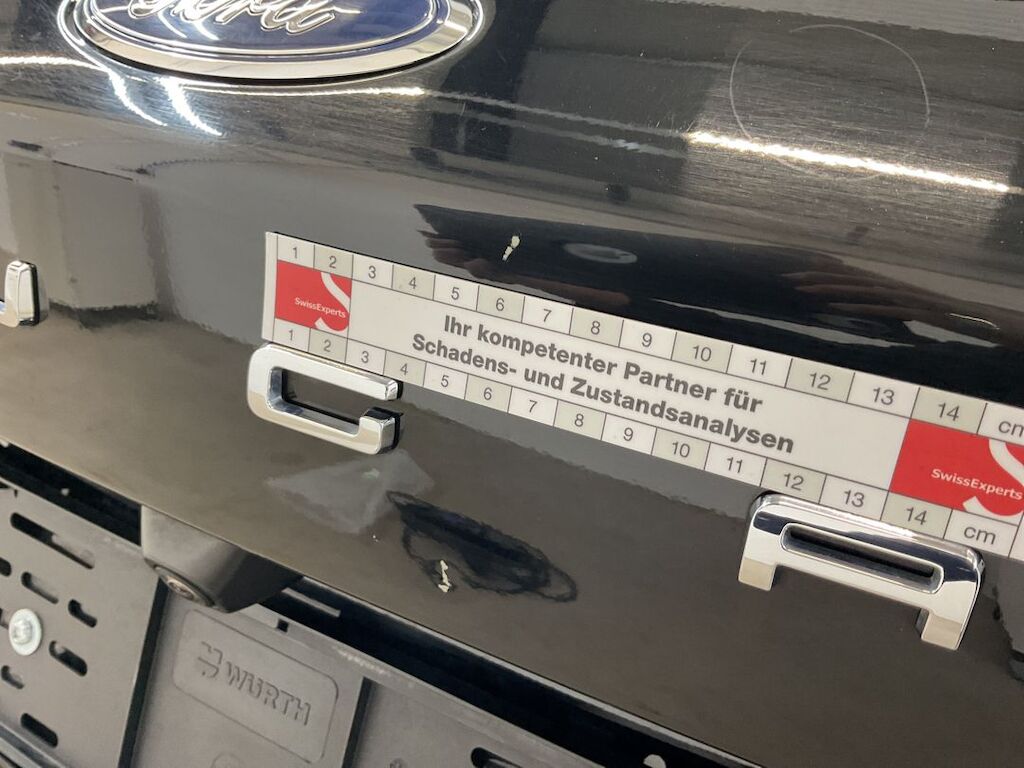 Ford
1 2 3 4 5 6 7 8 9 10 11 12 13 14 cm
SwissExperts
Ihr kompetenter Partner für
Schadens- und Zustandsanalysen
SwissExperts
1 2 3 4 5 6 7 8 9 10 11 12 13 14 cm
G A
WÜRTH